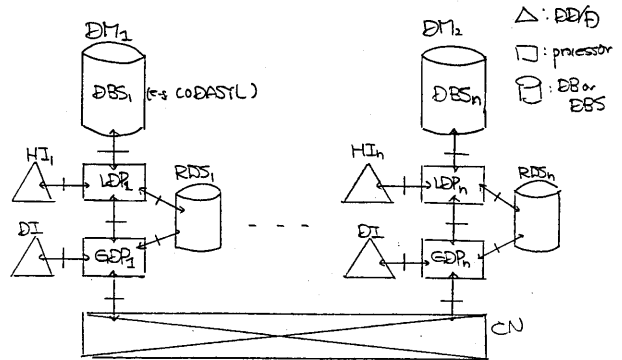 DM₁
DM₂
△: DD/D
□: processor
: DB or DBS
DBS₁ (e.g. CODASYL)
DBSₙ
HI₁
LDP₁
RDS₁
HIₙ
LDPₙ
RDSₙ
DI
GDP₁
- - - -
DI
GDPₙ
CN